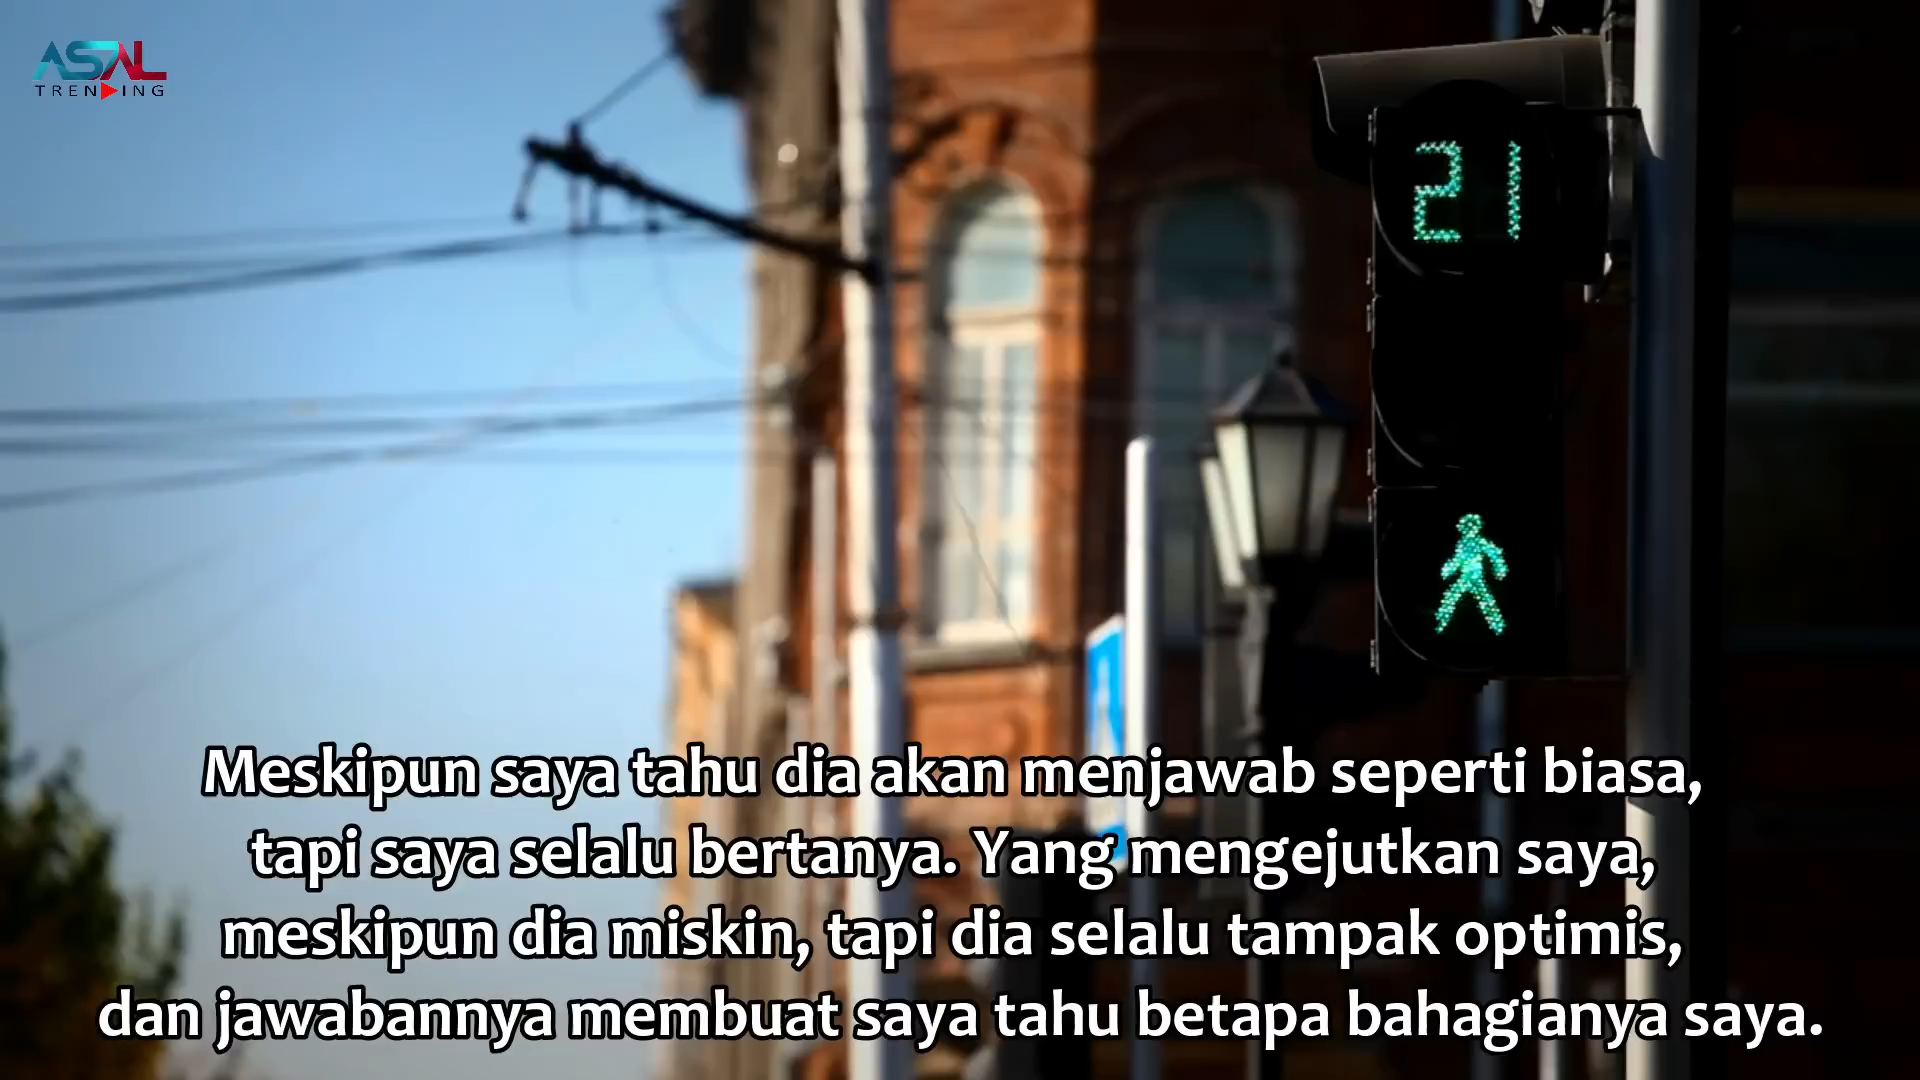 ASAL
TRENDING
21
Meskipun saya tahu dia akan menjawab seperti biasa,
tapi saya selalu bertanya. Yang mengejutkan saya,
meskipun dia miskin, tapi dia selalu tampak optimis,
dan jawabannya membuat saya tahu betapa bahagianya saya.